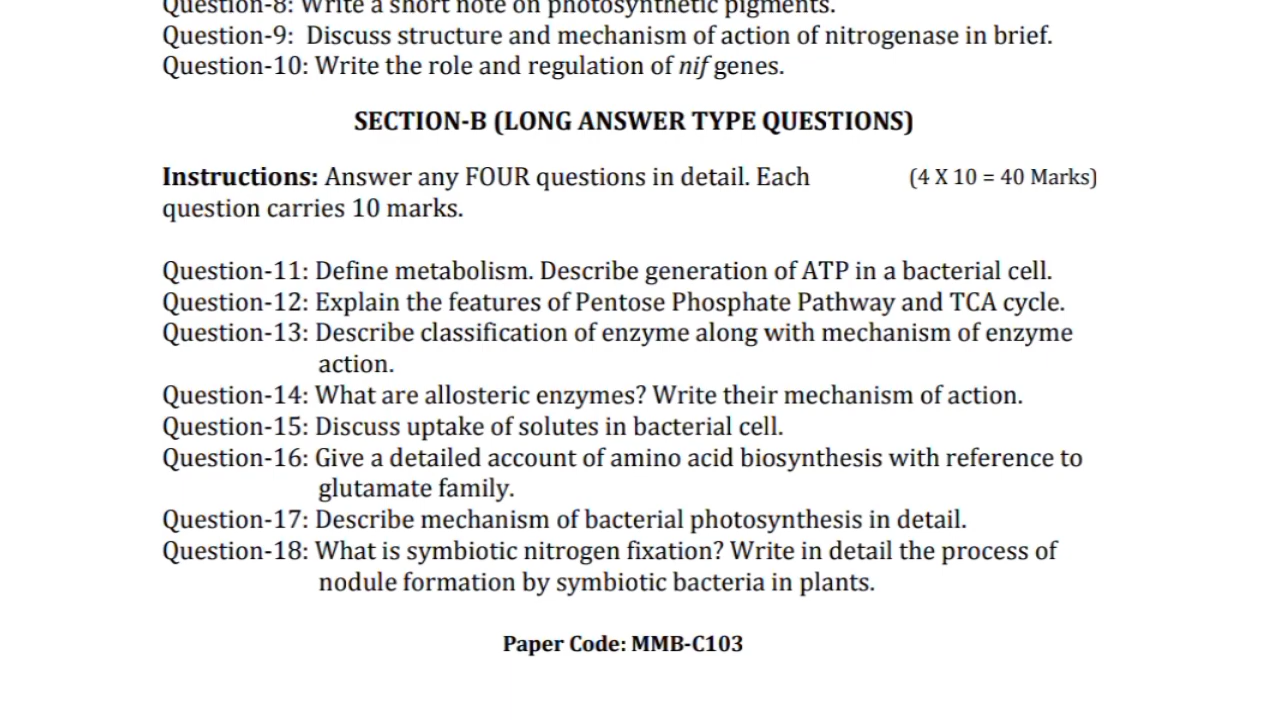 Question-8: Write a short note on photosynthetic pigments.
Question-9:  Discuss structure and mechanism of action of nitrogenase in brief.
Question-10: Write the role and regulation of nif genes.
SECTION-B (LONG ANSWER TYPE QUESTIONS)
Instructions: Answer any FOUR questions in detail. Each (4 X 10 = 40 Marks)
question carries 10 marks.
Question-11: Define metabolism. Describe generation of ATP in a bacterial cell.
Question-12: Explain the features of Pentose Phosphate Pathway and TCA cycle.
Question-13: Describe classification of enzyme along with mechanism of enzyme
action.
Question-14: What are allosteric enzymes? Write their mechanism of action.
Question-15: Discuss uptake of solutes in bacterial cell.
Question-16: Give a detailed account of amino acid biosynthesis with reference to
glutamate family.
Question-17: Describe mechanism of bacterial photosynthesis in detail.
Question-18: What is symbiotic nitrogen fixation? Write in detail the process of
nodule formation by symbiotic bacteria in plants.
Paper Code: MMB-C103